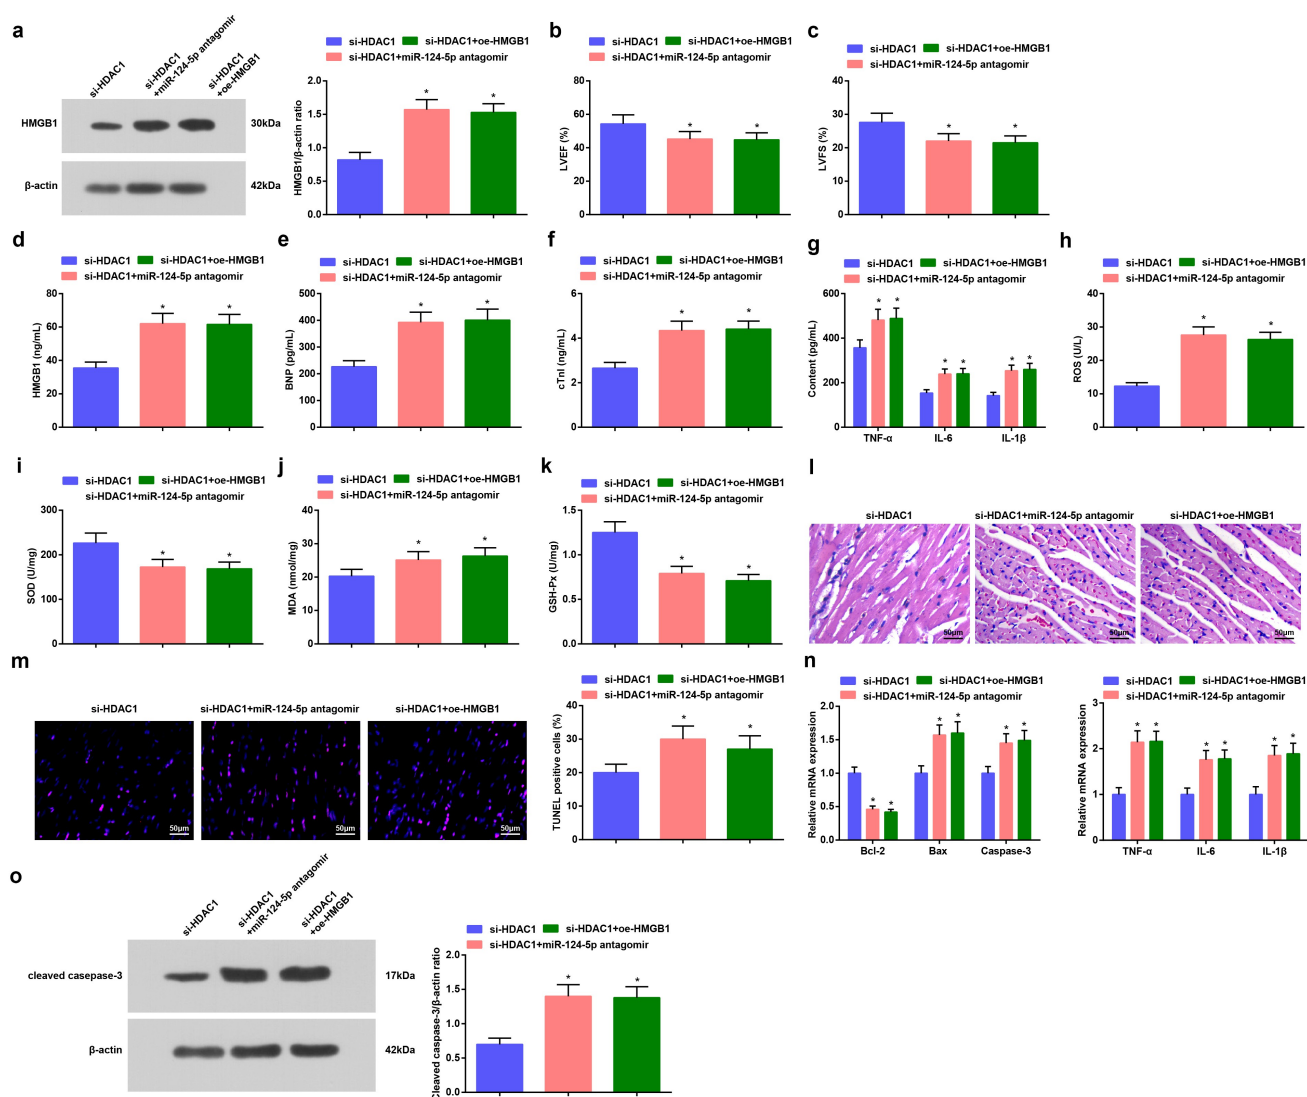 a
si-HDAC1
si-HDAC1
+miR-124-5p antagomir
si-HDAC1
+oe-HMGB1
HMGB1
30kDa
β-actin
42kDa
si-HDAC1
si-HDAC1+oe-HMGB1
si-HDAC1+miR-124-5p antagomir
HMGB1/β-actin ratio
2.0
1.5
1.0
0.5
0.0
b
si-HDAC1
si-HDAC1+oe-HMGB1
si-HDAC1+miR-124-5p antagomir
LVEF (%)
80
60
40
20
0
* *
c
si-HDAC1
si-HDAC1+oe-HMGB1
si-HDAC1+miR-124-5p antagomir
LVFS (%)
40
30
20
10
0
* *
d
si-HDAC1
si-HDAC1+oe-HMGB1
si-HDAC1+miR-124-5p antagomir
HMGB1 (ng/mL)
80
60
40
20
0
* *
e
si-HDAC1
si-HDAC1+oe-HMGB1
si-HDAC1+miR-124-5p antagomir
BNP (pg/mL)
500
400
300
200
100
0
* *
f
si-HDAC1
si-HDAC1+oe-HMGB1
si-HDAC1+miR-124-5p antagomir
cTnI (ng/mL)
6
4
2
0
* *
g
si-HDAC1
si-HDAC1+oe-HMGB1
si-HDAC1+miR-124-5p antagomir
Content (pg/mL)
600
400
200
0
* * * * * *
TNF-α IL-6 IL-1β
h
si-HDAC1
si-HDAC1+oe-HMGB1
si-HDAC1+miR-124-5p antagomir
ROS (U/L)
40
30
20
10
0
* *
i
si-HDAC1
si-HDAC1+oe-HMGB1
si-HDAC1+miR-124-5p antagomir
SOD (U/mg)
300
200
100
0
* *
j
si-HDAC1
si-HDAC1+oe-HMGB1
si-HDAC1+miR-124-5p antagomir
MDA (nmol/mg)
40
30
20
10
0
* *
k
si-HDAC1
si-HDAC1+oe-HMGB1
si-HDAC1+miR-124-5p antagomir
GSH-Px (U/mg)
1.5
1.0
0.5
0.0
* *
l
si-HDAC1
si-HDAC1+miR-124-5p antagomir
si-HDAC1+oe-HMGB1
50μm
50μm
50μm
m
si-HDAC1
si-HDAC1+miR-124-5p antagomir
si-HDAC1+oe-HMGB1
50μm
50μm
50μm
si-HDAC1
si-HDAC1+oe-HMGB1
si-HDAC1+miR-124-5p antagomir
TUNEL positive cells (%)
40
30
20
10
0
* *
n
si-HDAC1
si-HDAC1+oe-HMGB1
si-HDAC1+miR-124-5p antagomir
Relative mRNA expression
2.0
1.5
1.0
0.5
0.0
* * * * * *
Bcl-2 Bax Caspase-3
si-HDAC1
si-HDAC1+oe-HMGB1
si-HDAC1+miR-124-5p antagomir
Relative mRNA expression
3
2
1
0
* * * * * *
TNF-α IL-6 IL-1β
o
si-HDAC1
si-HDAC1
+miR-124-5p antagomir
si-HDAC1
+oe-HMGB1
cleaved casepase-3
17kDa
β-actin
42kDa
si-HDAC1
si-HDAC1+oe-HMGB1
si-HDAC1+miR-124-5p antagomir
Cleaved caspase-3/β-actin ratio
2.0
1.5
1.0
0.5
0.0
* *